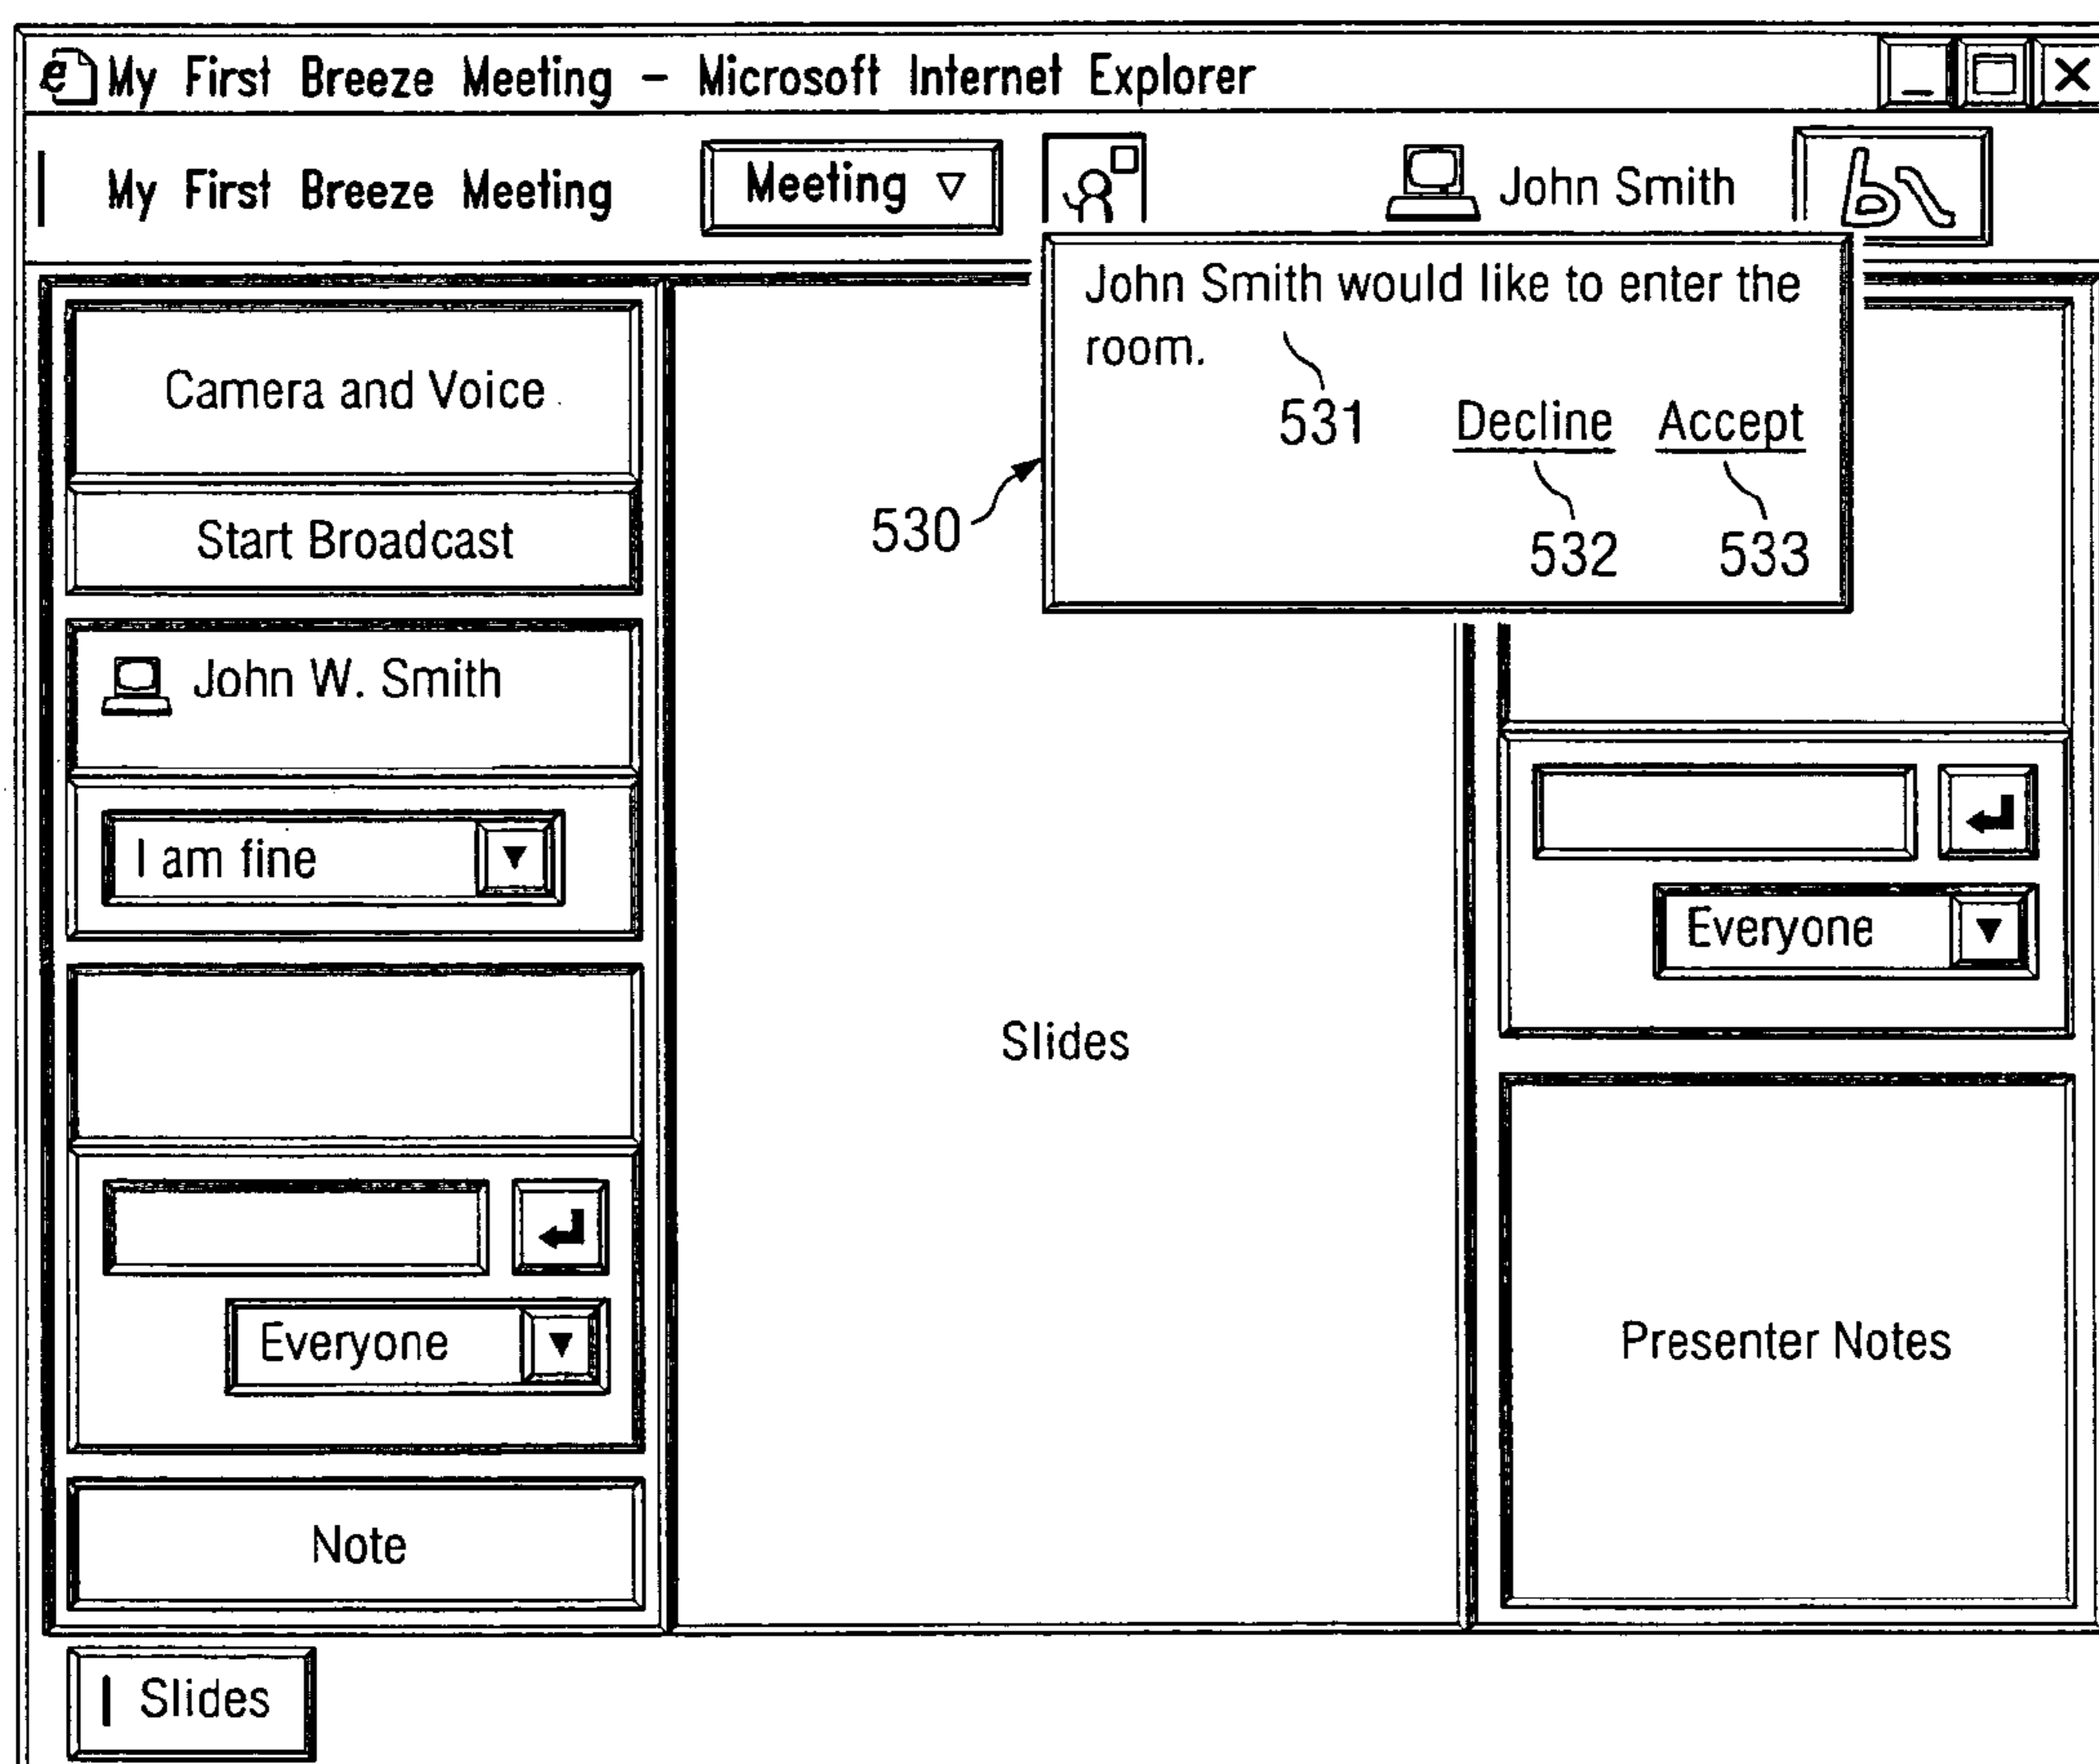 My First Breeze Meeting – Microsoft Internet Explorer
My First Breeze Meeting
Meeting
John Smith
John Smith would like to enter the
room.
531
Decline Accept
530
532
533
Camera and Voice
Start Broadcast
John W. Smith
I am fine
Everyone
Note
Slides
Everyone
Presenter Notes
Slides